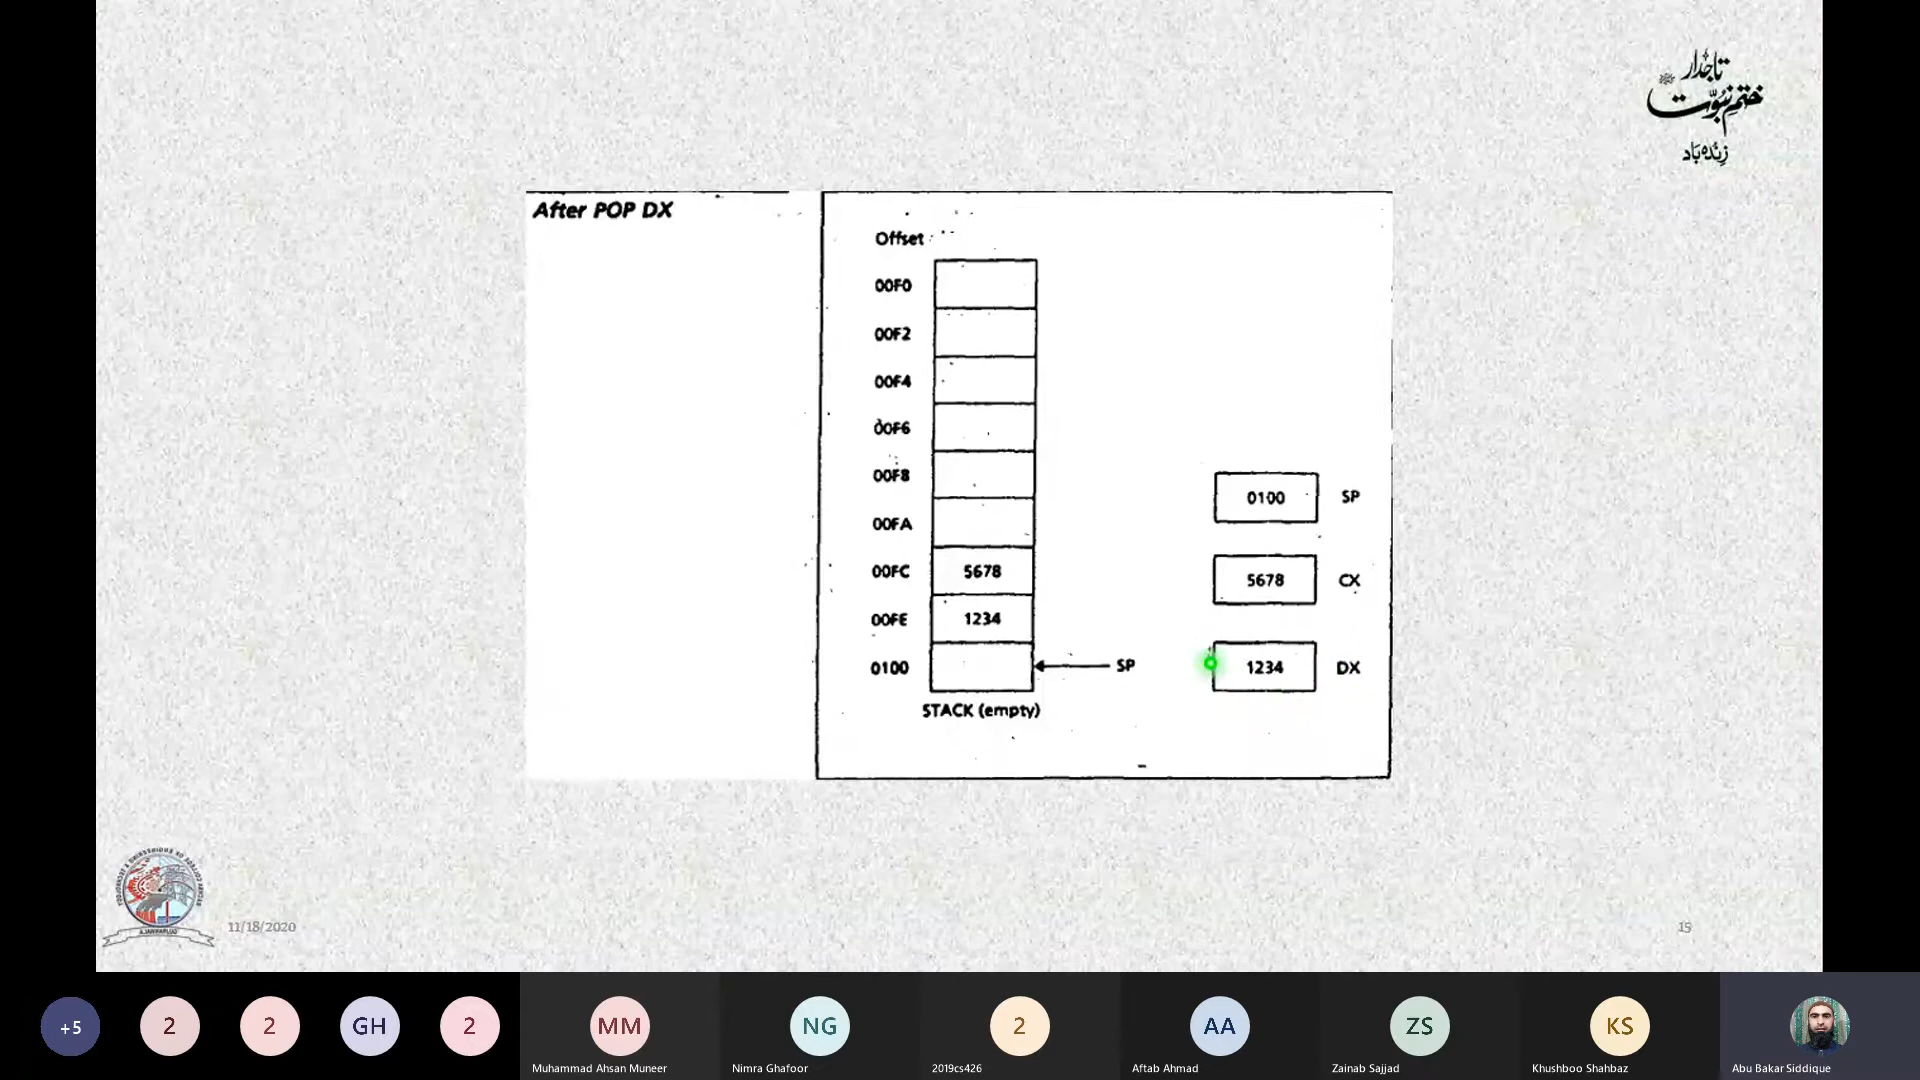 تاجدار
ختم نبوت
زندہ باد
After POP DX
Offset
00F0
00F2
00F4
00F6
00F8
00FA
00FC 5678
00FE 1234
0100
SP
STACK (empty)
0100 SP
5678 CX
1234 DX
11/18/2020
15
+5
2
2
GH
2
MM
NG
2
AA
ZS
KS
Muhammad Ahsan Muneer
Nimra Ghafoor
2019cs426
Aftab Ahmad
Zainab Sajjad
Khushboo Shahbaz
Abu Bakar Siddique